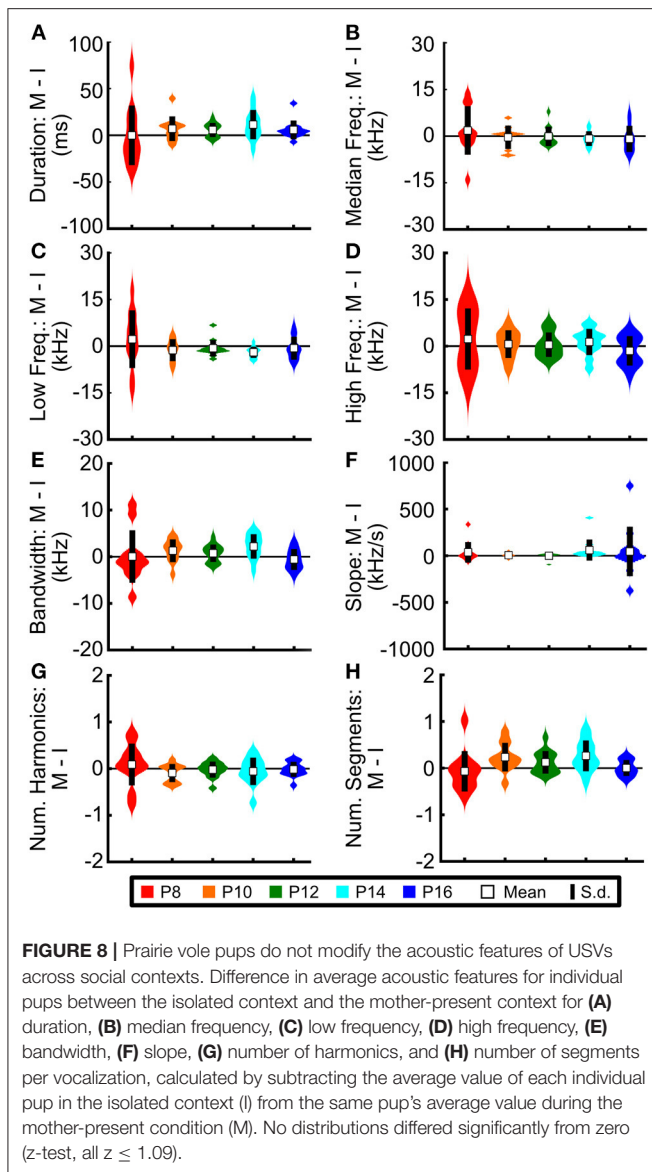 A
B
Duration: M - I
(ms)
100
50
0
-50
-100
Median Freq.: M - I
(kHz)
30
15
0
-15
-30
C
D
Low Freq.: M - I
(kHz)
30
15
0
-15
-30
High Freq.: M - I
(kHz)
30
15
0
-15
-30
E
F
Bandwidth: M - I
(kHz)
20
10
0
-10
-20
Slope: M - I
(kHz/s)
1000
500
0
-500
-1000
G
H
Num. Harmonics:
M - I
2
1
0
-1
-2
Num. Segments:
M - I
2
1
0
-1
-2
P8 P10 P12 P14 P16 Mean S.d.
FIGURE 8 | Prairie vole pups do not modify the acoustic features of USVs
across social contexts. Difference in average acoustic features for individual
pups between the isolated context and the mother-present context for (A)
duration, (B) median frequency, (C) low frequency, (D) high frequency, (E)
bandwidth, (F) slope, (G) number of harmonics, and (H) number of segments
per vocalization, calculated by subtracting the average value of each individual
pup in the isolated context (I) from the same pup's average value during the
mother-present condition (M). No distributions differed significantly from zero
(z-test, all z ≤ 1.09).